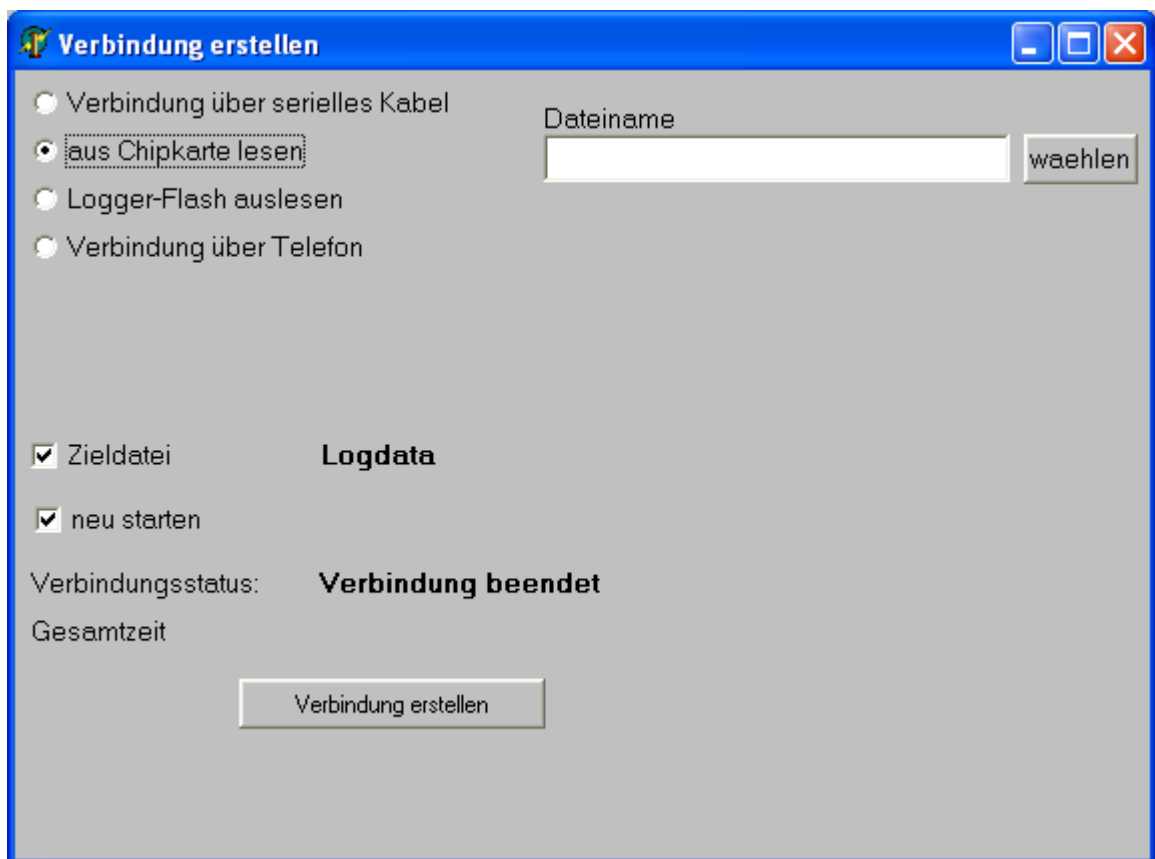 Verbindung erstellen
Verbindung über serielles Kabel
aus Chipkarte lesen
Logger-Flash auslesen
Verbindung über Telefon
Dateiname
waehlen
Zieldatei Logdata
neu starten
Verbindungsstatus: Verbindung beendet
Gesamtzeit
Verbindung erstellen